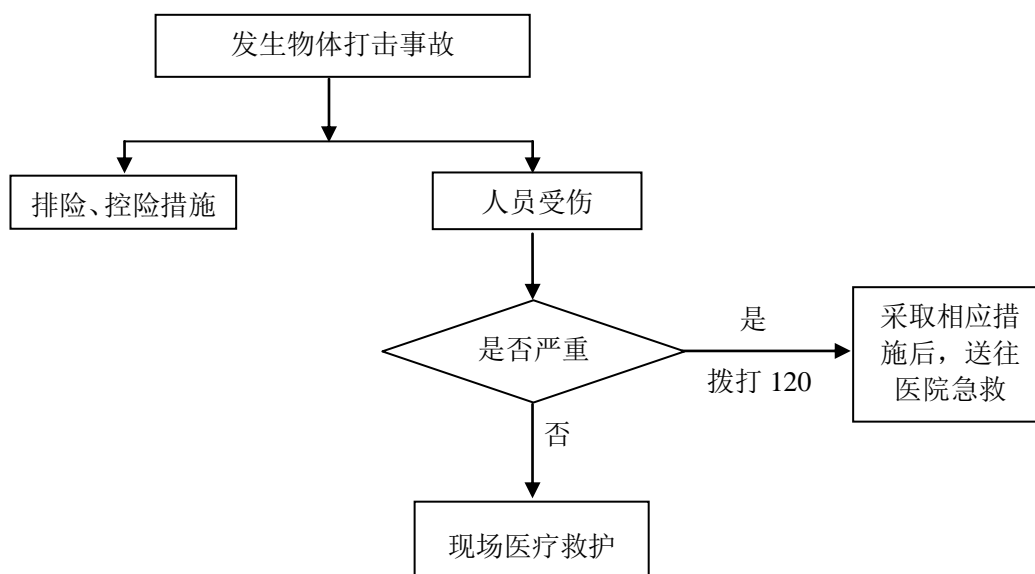 发生物体打击事故
排险、控险措施
人员受伤
是否严重
是
拨打 120
采取相应措
施后，送往
医院急救
否
现场医疗救护